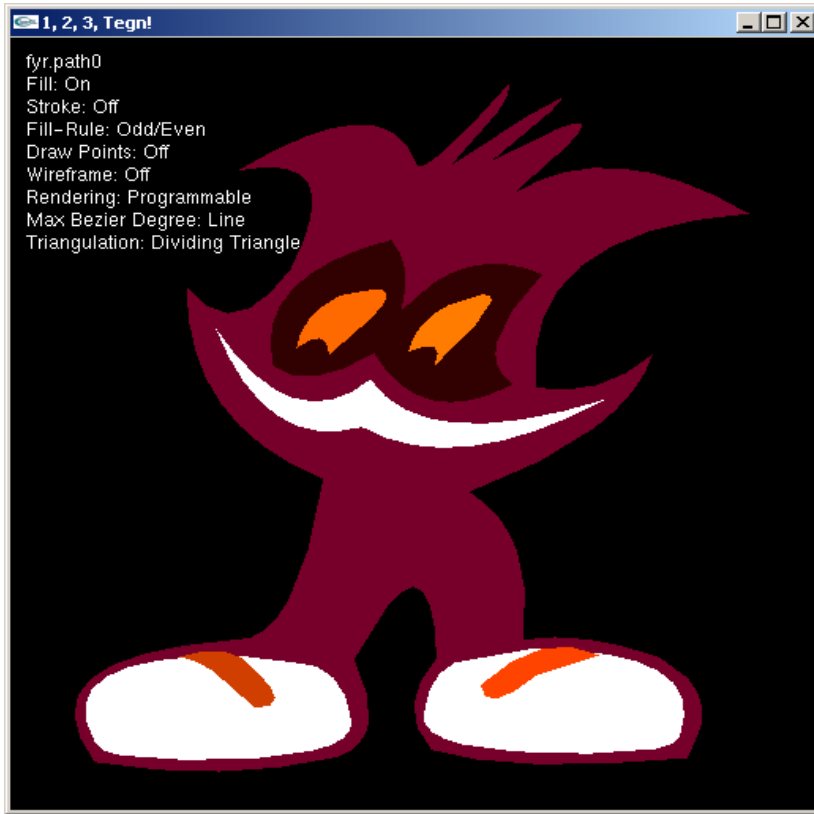 1, 2, 3, Tegn!
fyr.path0
Fill: On
Stroke: Off
Fill-Rule: Odd/Even
Draw Points: Off
Wireframe: Off
Rendering: Programmable
Max Bezier Degree: Line
Triangulation: Dividing Triangle